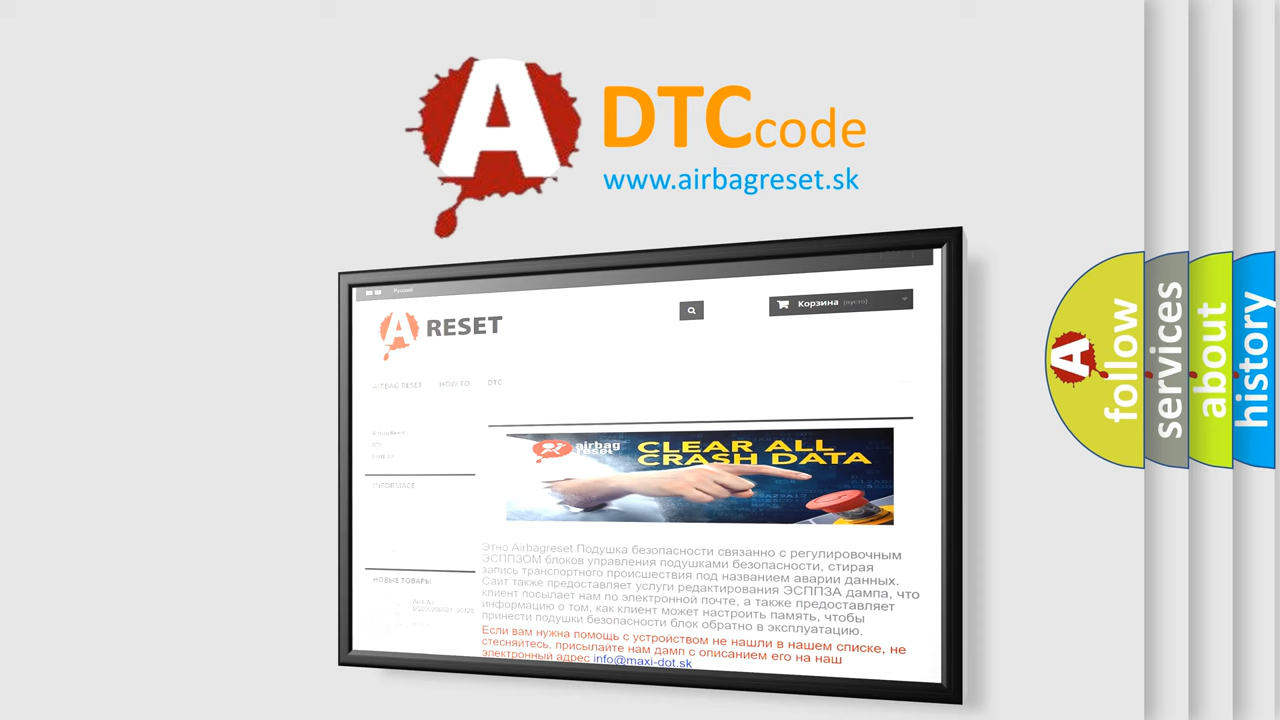 A DTCcode
www.airbagreset.sk
Русский
A RESET
Корзина (пусто)
AIRBAG RESET HOW TO DTC
INFORMACE
airbag
reset
CLEAR ALL
CRASH DATA
Этно Airbagreset Подушка безопасности связанно с регулировочным
ЭСППЗОМ блоков управления подушками безопасности, стирая
запись транспортного происшествия под названием аварии данных.
Сайт также предоставляет услуги редактирования ЭСППЗА дампа, что
клиент посылает нам по электронной почте, а также предоставляет
информацию о том, как клиент может настроить память, чтобы
принести подушки безопасности блок обратно в эксплуатацию.
Если вам нужна помощь с устройством не нашли в нашем списке, не
стесняйтесь, присылайте нам дамп с описанием его на наш
электронный адрес info@maxi-dot.sk
НОВЫЕ ТОВАРЫ
A
follow
services
about
history